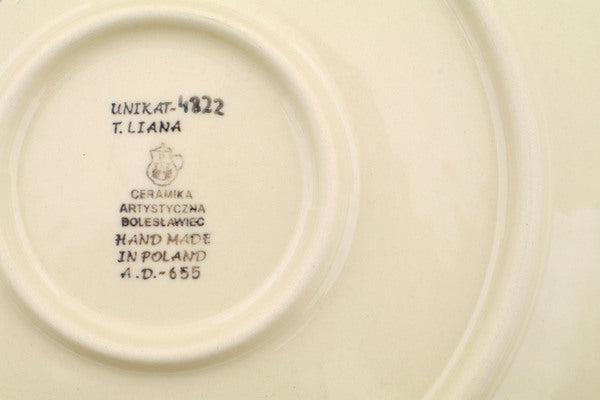 UNIKAT-4822
T. LIANA
CERAMIKA
ARTYSTYCZNA
BOLESŁAWIEC
HAND MADE
IN POLAND
A.D.-655